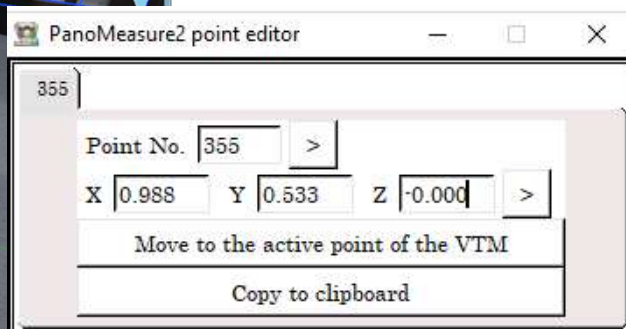 PanoMeasure2 point editor
355
Point No. 355 >
X 0.988 Y 0.533 Z -0.000 >
Move to the active point of the VTM
Copy to clipboard